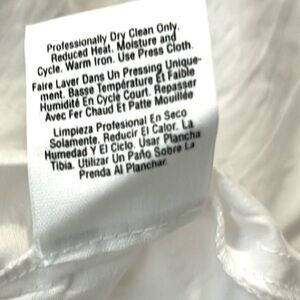 Professionally Dry Clean Only.
Reduced Heat. Moisture and
Cycle. Warm Iron. Use Press Cloth.
Faire Laver Dans Un Pressing Unique-
ment. Basse Température Et Faible
Humidité En Cycle Court. Repasser
Avec Fer Chaud Et Patte Mouillée
Limpieza Profesional En Seco
Solamente. Reducir El Calor. La
Humedad Y El Ciclo. Usar Plancha
Tibia. Utilizar Un Paño Sobre La
Prenda Al Planchar.